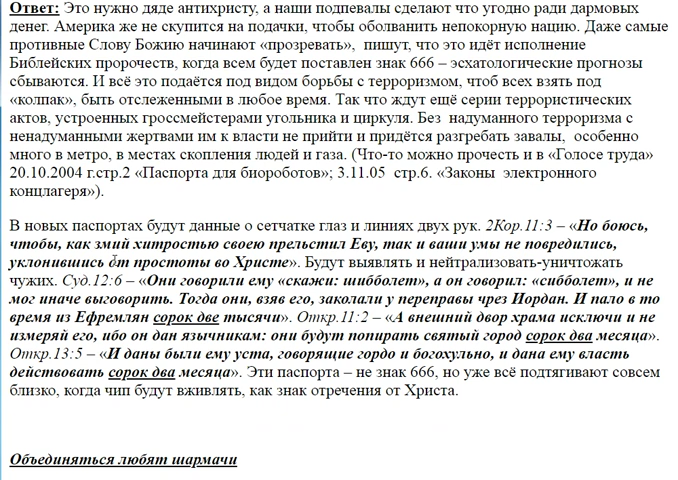 Ответ: Это нужно дяде антихристу, а наши подпевалы сделают что угодно ради дармовых
денег. Америка же не скупится на подачки, чтобы оболванить непокорную нацию. Даже самые
противные Слову Божию начинают «прозревать», пишут, что это идёт исполнение
Библейских пророчеств, когда всем будет поставлен знак 666 – эсхатологические прогнозы
сбываются. И всё это подаётся под видом борьбы с терроризмом, чтоб всех взять под
«колпак», быть отслеженными в любое время. Так что ждут ещё серии террористических
актов, устроенных гроссмейстерами угольника и циркуля. Без надуманного терроризма с
ненадуманными жертвами им к власти не прийти и придётся разгребать завалы, особенно
много в метро, в местах скопления людей и газа. (Что-то можно прочесть и в «Голосе труда»
20.10.2004 г.стр.2 «Паспорта для биороботов»; 3.11.05 стр.6. «Законы электронного
концлагеря»).
В новых паспортах будут данные о сетчатке глаз и линиях двух рук. 2Кор.11:3 – «Но боюсь,
чтобы, как змий хитростью своею прельстил Еву, так и ваши умы не повредились,
уклонившись от простоты во Христе». Будут выявлять и нейтрализовать-уничтожать
чужих. Суд.12:6 – «Они говорили ему «скажи: шибболет», а он говорил: «сибболет», и не
мог иначе выговорить. Тогда они, взяв его, заколали у переправы чрез Иордан. И пало в то
время из Ефремлян сорок две тысячи». Откр.11:2 – «А внешний двор храма исключи и не
измеряй его, ибо он дан язычникам: они будут попирать святый город сорок два месяца».
Откр.13:5 – «И даны были ему уста, говорящие гордо и богохульно, и дана ему власть
действовать сорок два месяца». Эти паспорта – не знак 666, но уже всё подтягивают совсем
близко, когда чип будут вживлять, как знак отречения от Христа.
Объединяться любят шармачи